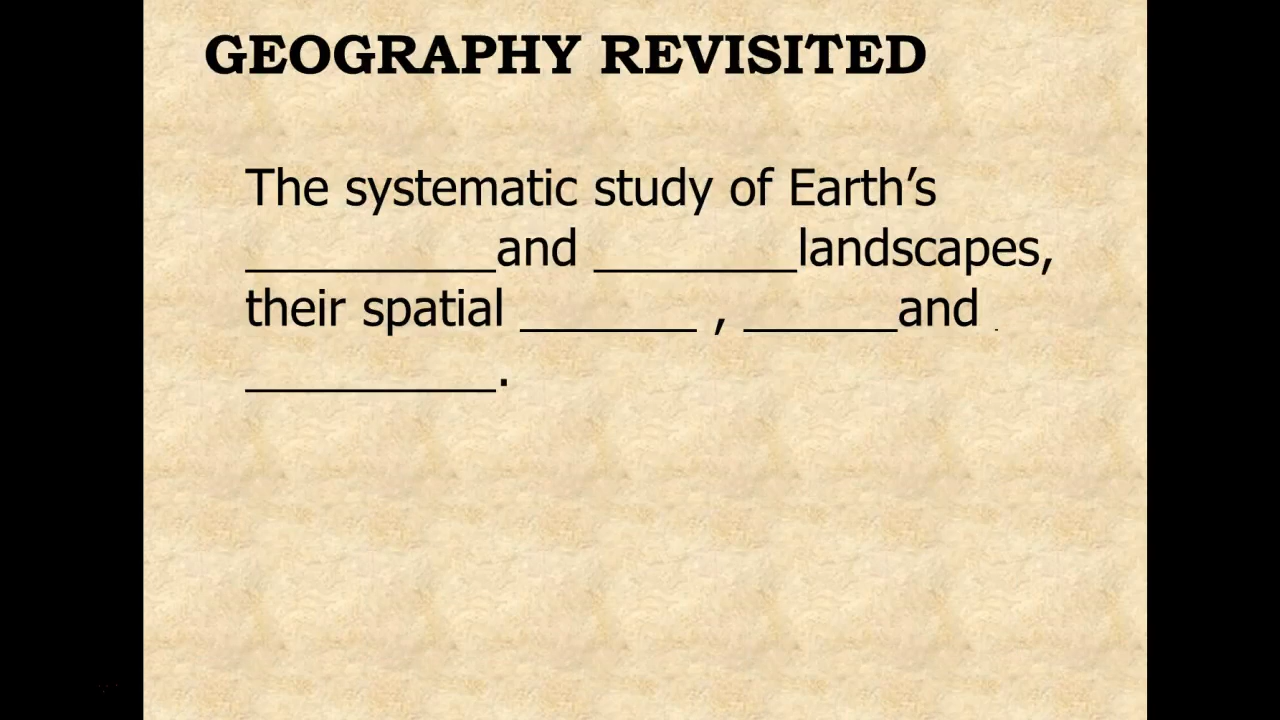 GEOGRAPHY REVISITED
The systematic study of Earth’s
__________and ________landscapes,
their spatial _______ , ______and
__________.